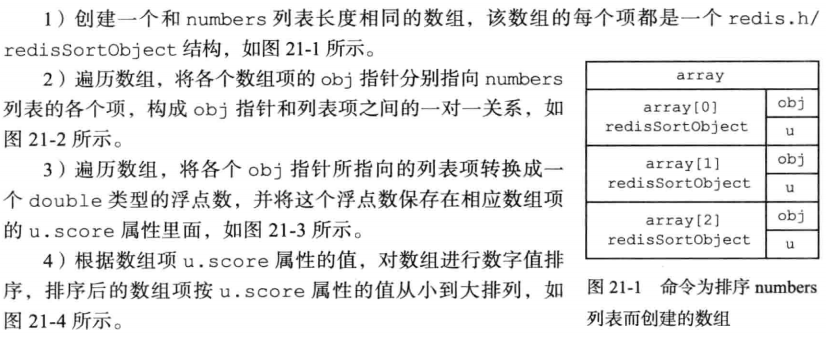 1）创建一个和 numbers 列表长度相同的数组，该数组的每个项都是一个 redis.h/
redisSortObject 结构，如图 21-1 所示。
2）遍历数组，将各个数组项的 obj 指针分别指向 numbers
列表的各个项，构成 obj 指针和列表项之间的一对一关系，如
图 21-2 所示。
3）遍历数组，将各个 obj 指针所指向的列表项转换成一
个 double 类型的浮点数，并将这个浮点数保存在相应数组项
的 u.score 属性里面，如图 21-3 所示。
4）根据数组项 u.score 属性的值，对数组进行数字值排
序，排序后的数组项按 u.score 属性的值从小到大排列，如
图 21-4 所示。
array
array[0]
redisSortObject
obj
u
array[1]
redisSortObject
obj
u
array[2]
redisSortObject
obj
u
图 21-1 命令为排序 numbers
列表而创建的数组